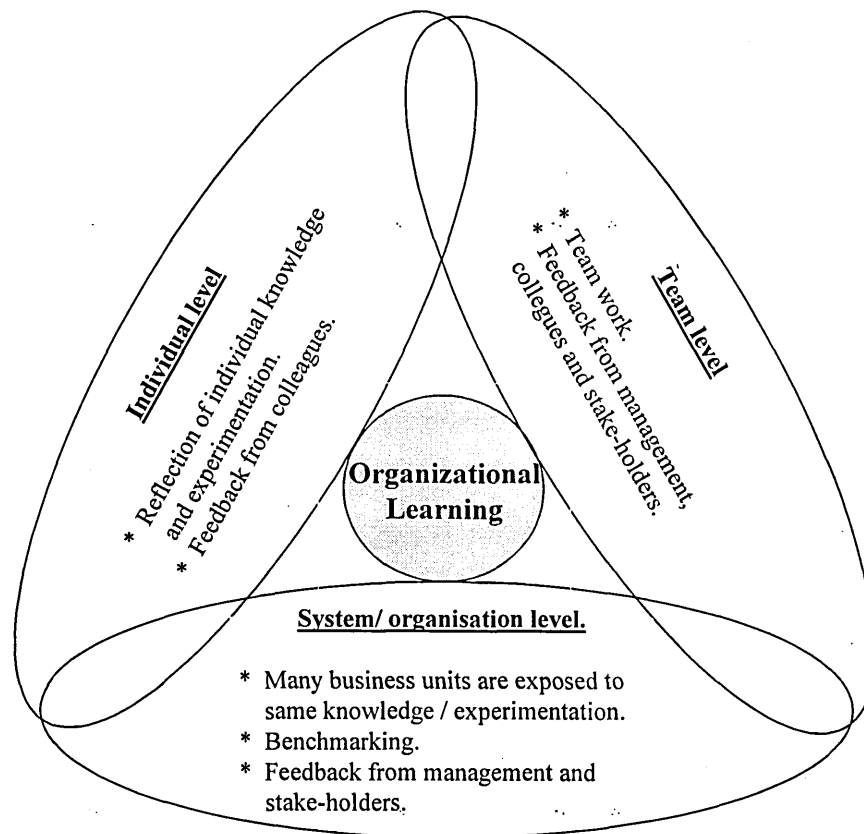 Individual level
* Reflection of individual knowledge
and experimentation.
* Feedback from colleagues.
* Team work.
* Feedback from management,
collegues and stake-holders.
Team level
Organizational
Learning
System/ organisation level.
* Many business units are exposed to
same knowledge / experimentation.
* Benchmarking.
* Feedback from management and
stake-holders.